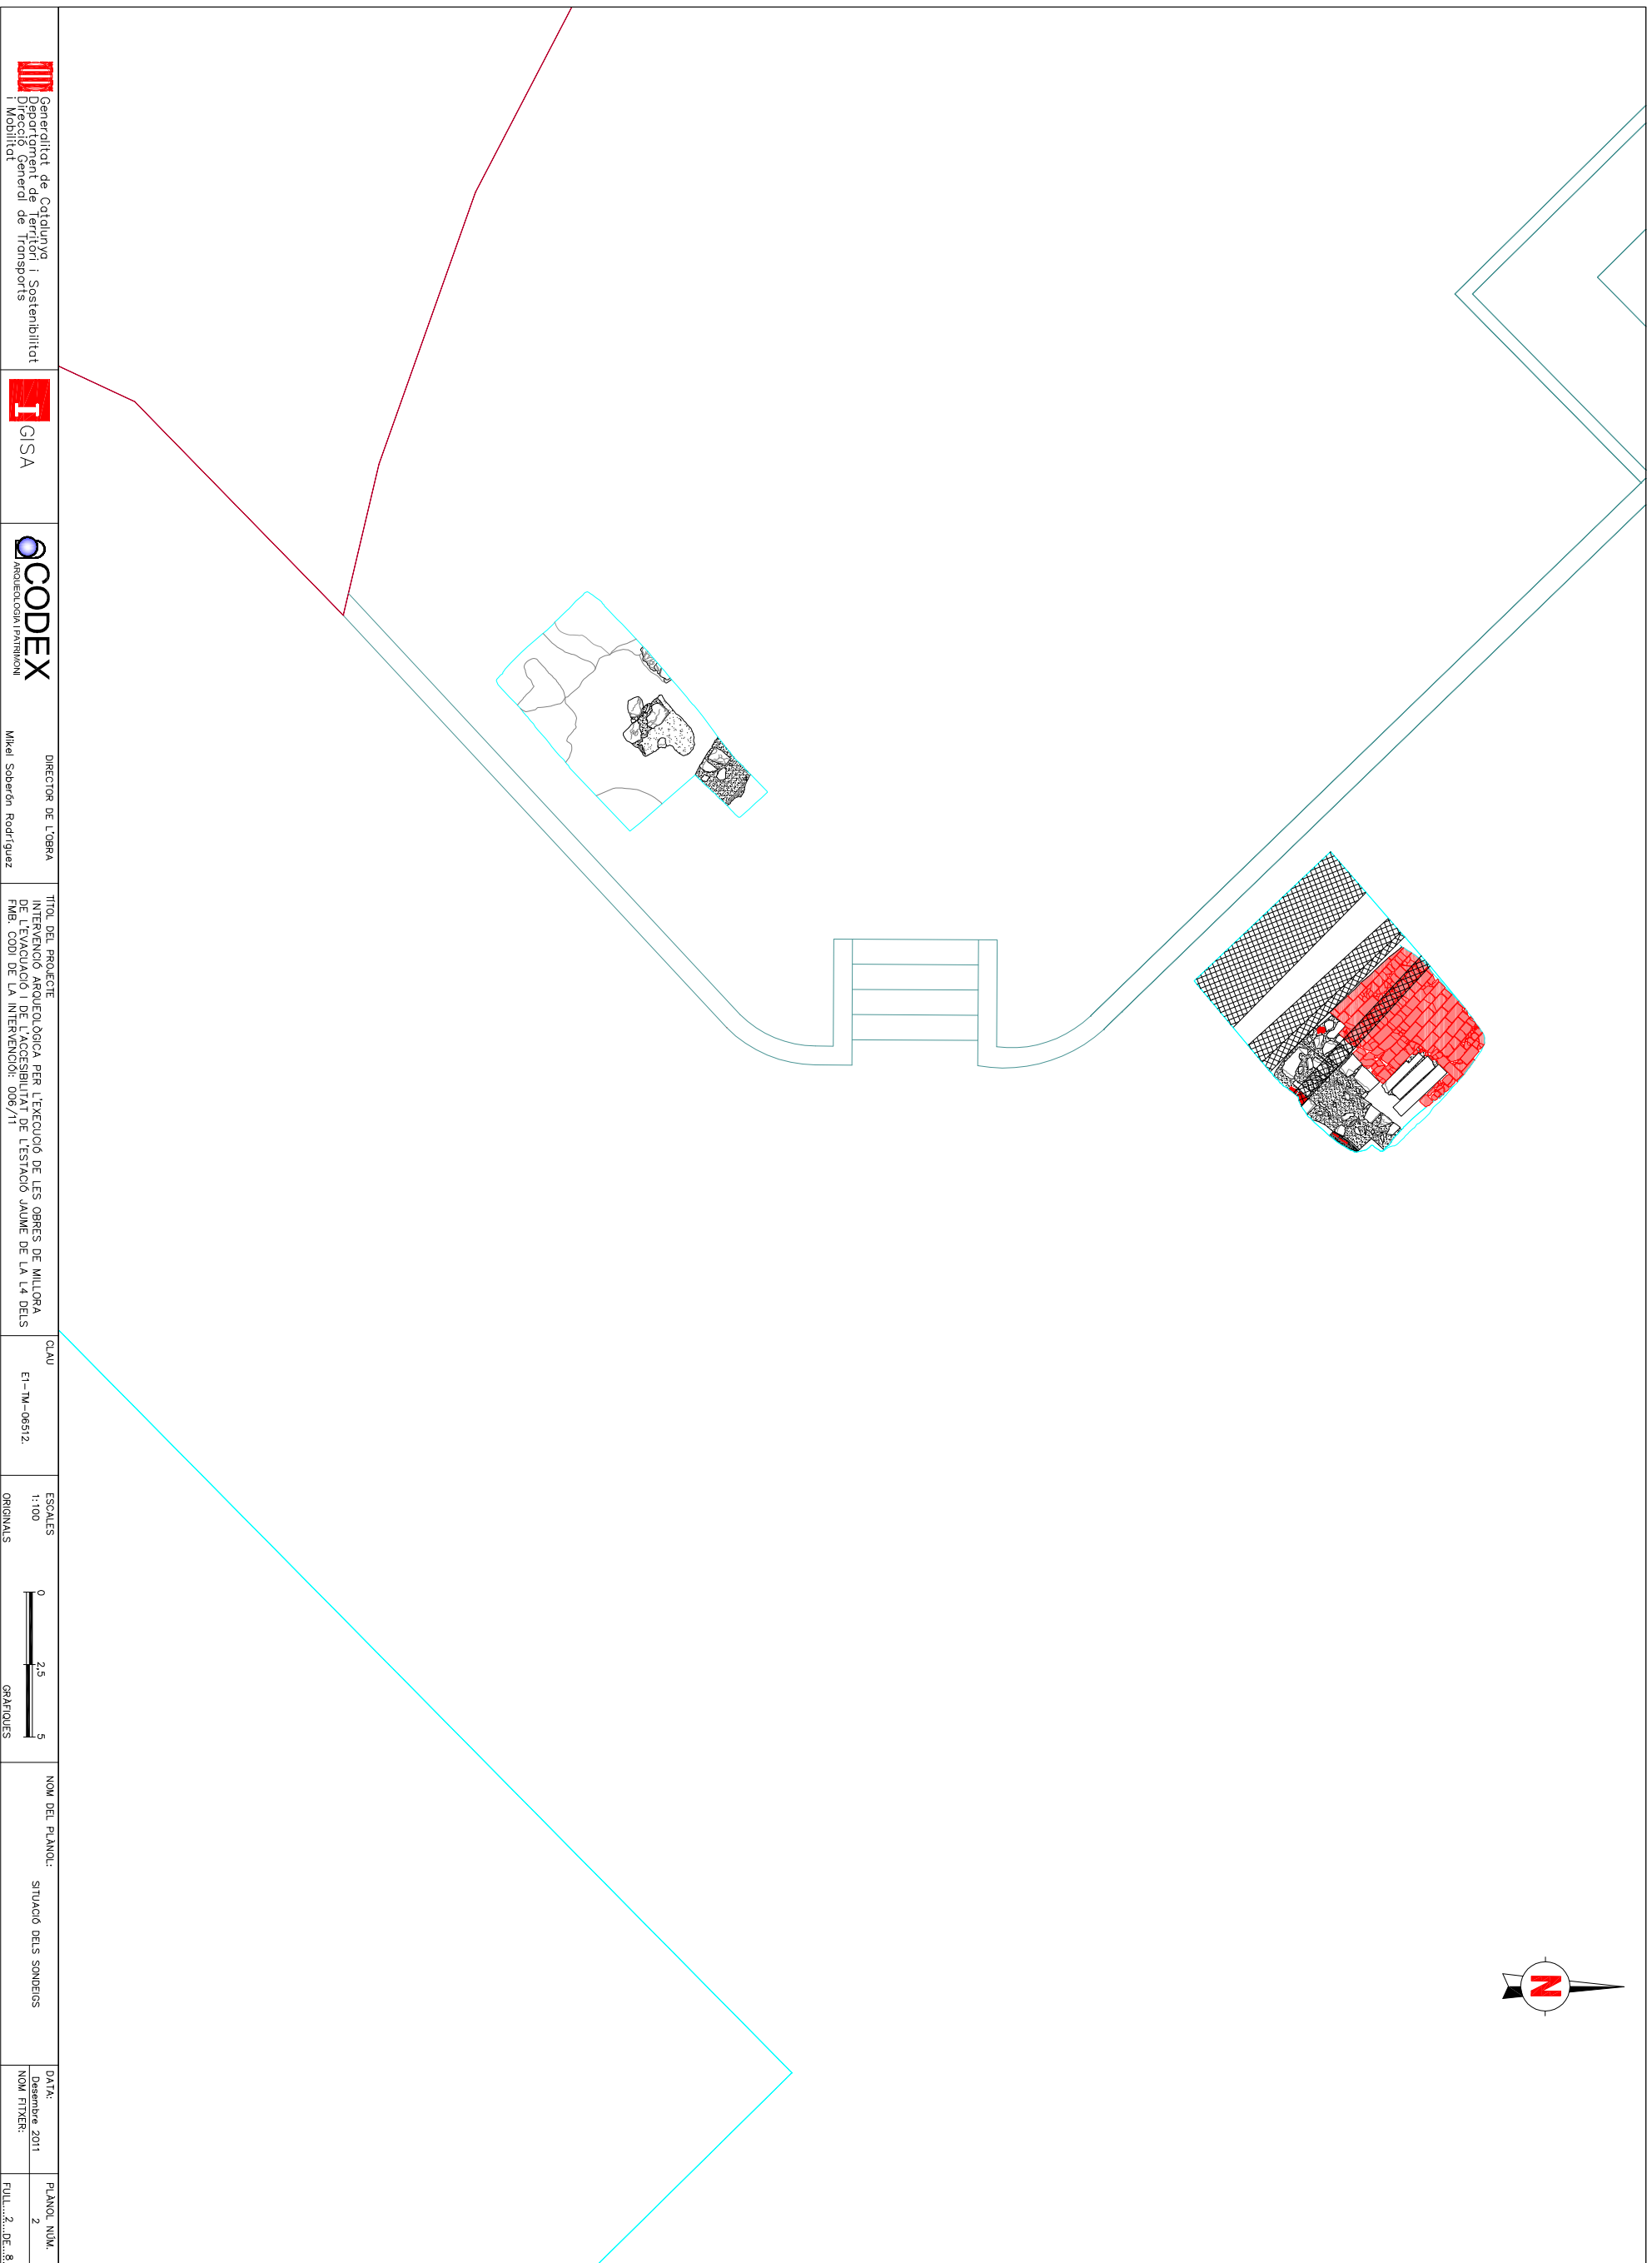 Generalitat de Catalunya
Departament de Territori i Sostenibilitat
Direcció General de Transports
i Mobilitat
I
GISA
CODEX
ARQUEOLOGIA I PATRIMONI
DIRECTOR DE L'OBRA
Mikel Soberón Rodríguez
TÍTOL DEL PROJECTE
INTERVENCIÓ ARQUEOLÒGICA PER L'EXECUCIÓ DE LES OBRES DE MILLORA
DE L'EVACUACIÓ I DE L'ACCESIBILITAT DE L'ESTACIÓ JAUME DE LA L4 DELS
FMB. CODI DE LA INTERVENCIÓI: 006/11
CLAU
E1-TM-06512.
ESCALES
1:100
ORIGINALS
0 2,5 5
GRÀFIQUES
NOM DEL PLÀNOL:
SITUACIÓ DELS SONDEIGS
DATA:
Desembre 2011
NOM FITXER:
PLÀNOL NÚM.
2
FULL......2....DE....8..
N